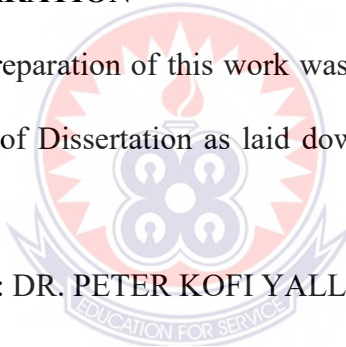 reparation of this work was
of Dissertation as laid dow
: DR. PETER KOFI YALL
EDUCATION FOR SERVICE